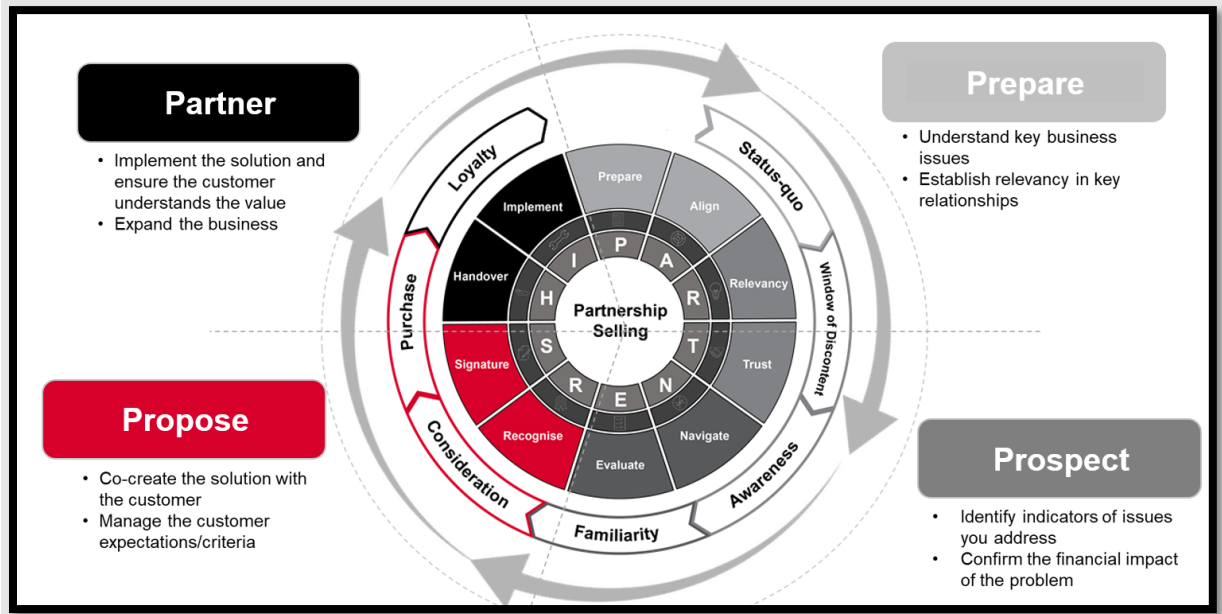 Partner
• Implement the solution and
ensure the customer
understands the value
• Expand the business
Prepare
• Understand key business
issues
• Establish relevancy in key
relationships
Propose
• Co-create the solution with
the customer
• Manage the customer
expectations/criteria
Prospect
• Identify indicators of issues
you address
• Confirm the financial impact
of the problem
Status-quo
Window of Discontent
Awareness
Familiarity
Consideration
Purchase
Loyalty
Prepare
Align
Relevancy
Trust
Navigate
Evaluate
Recognise
Signature
Handover
Implement
P
A
R
T
N
E
R
S
H
I
Partnership
Selling